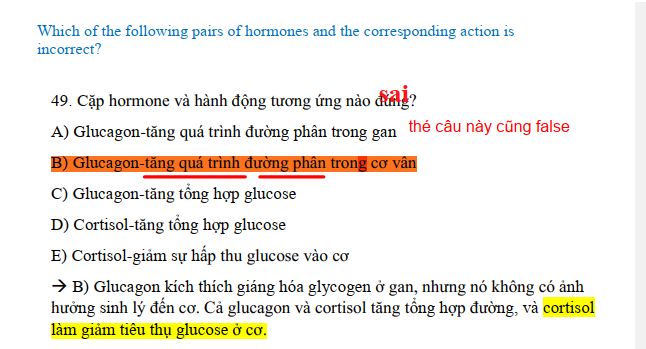 Which of the following pairs of hormones and the corresponding action is
incorrect?
49. Cặp hormone và hành động tương ứng nào đúng?
sai
A) Glucagon-tăng quá trình đường phân trong gan
thé câu này cũng false
B) Glucagon-tăng quá trình đường phân trong cơ vân
C) Glucagon-tăng tổng hợp glucose
D) Cortisol-tăng tổng hợp glucose
E) Cortisol-giảm sự hấp thu glucose vào cơ
→ B) Glucagon kích thích giáng hóa glycogen ở gan, nhưng nó không có ảnh
hưởng sinh lý đến cơ. Cả glucagon và cortisol tăng tổng hợp đường, và cortisol
làm giảm tiêu thụ glucose ở cơ.